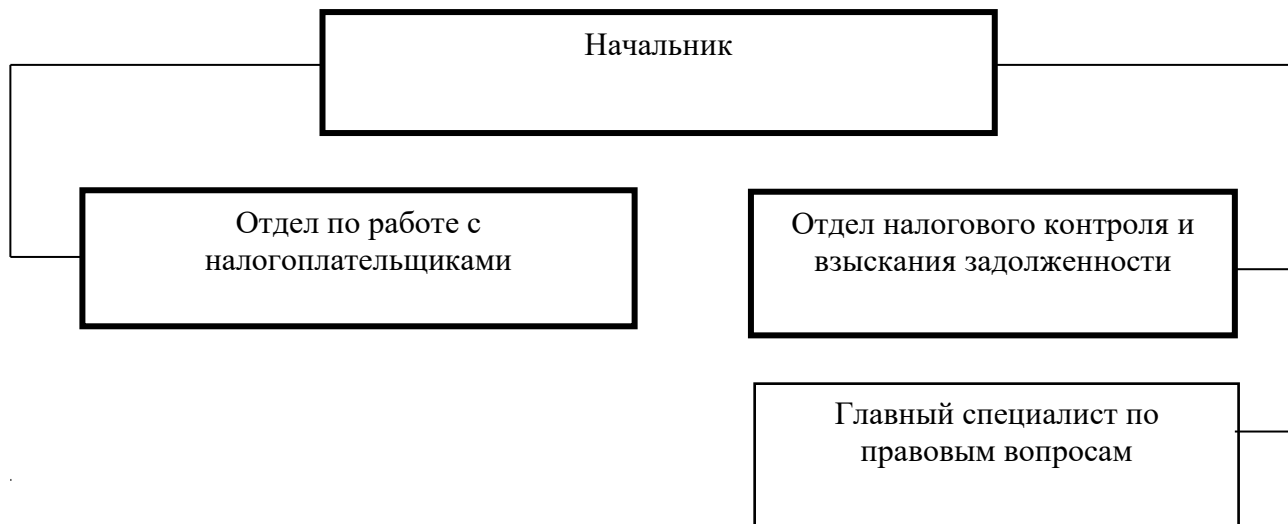 Начальник
Отдел по работе с
налогоплательщиками
Отдел налогового контроля и
взыскания задолженности
Главный специалист по
правовым вопросам